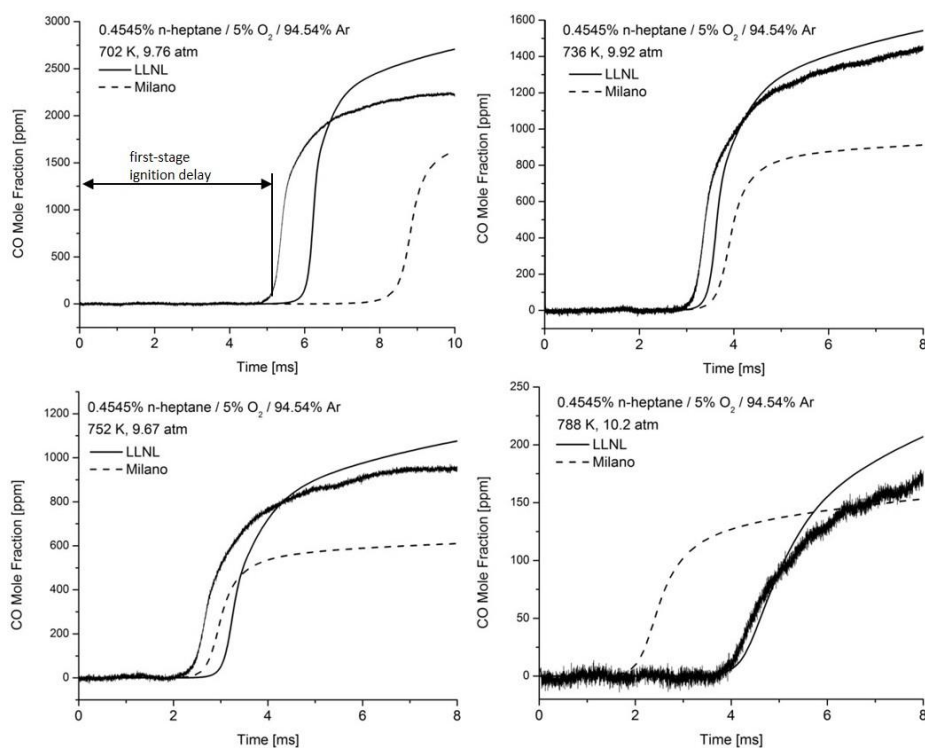 0.4545% n-heptane / 5% O₂ / 94.54% Ar
702 K, 9.76 atm
LLNL
Milano
first-stage
ignition delay
CO Mole Fraction [ppm]
3000
2500
2000
1500
1000
500
0
0 2 4 6 8 10
Time [ms]
0.4545% n-heptane / 5% O₂ / 94.54% Ar
736 K, 9.92 atm
LLNL
Milano
CO Mole Fraction [ppm]
1600
1400
1200
1000
800
600
400
200
0
0 2 4 6 8
Time [ms]
0.4545% n-heptane / 5% O₂ / 94.54% Ar
752 K, 9.67 atm
LLNL
Milano
CO Mole Fraction [ppm]
1200
1000
800
600
400
200
0
0 2 4 6 8
Time [ms]
0.4545% n-heptane / 5% O₂ / 94.54% Ar
788 K, 10.2 atm
LLNL
Milano
CO Mole Fraction [ppm]
250
200
150
100
50
0
0 2 4 6 8
Time [ms]